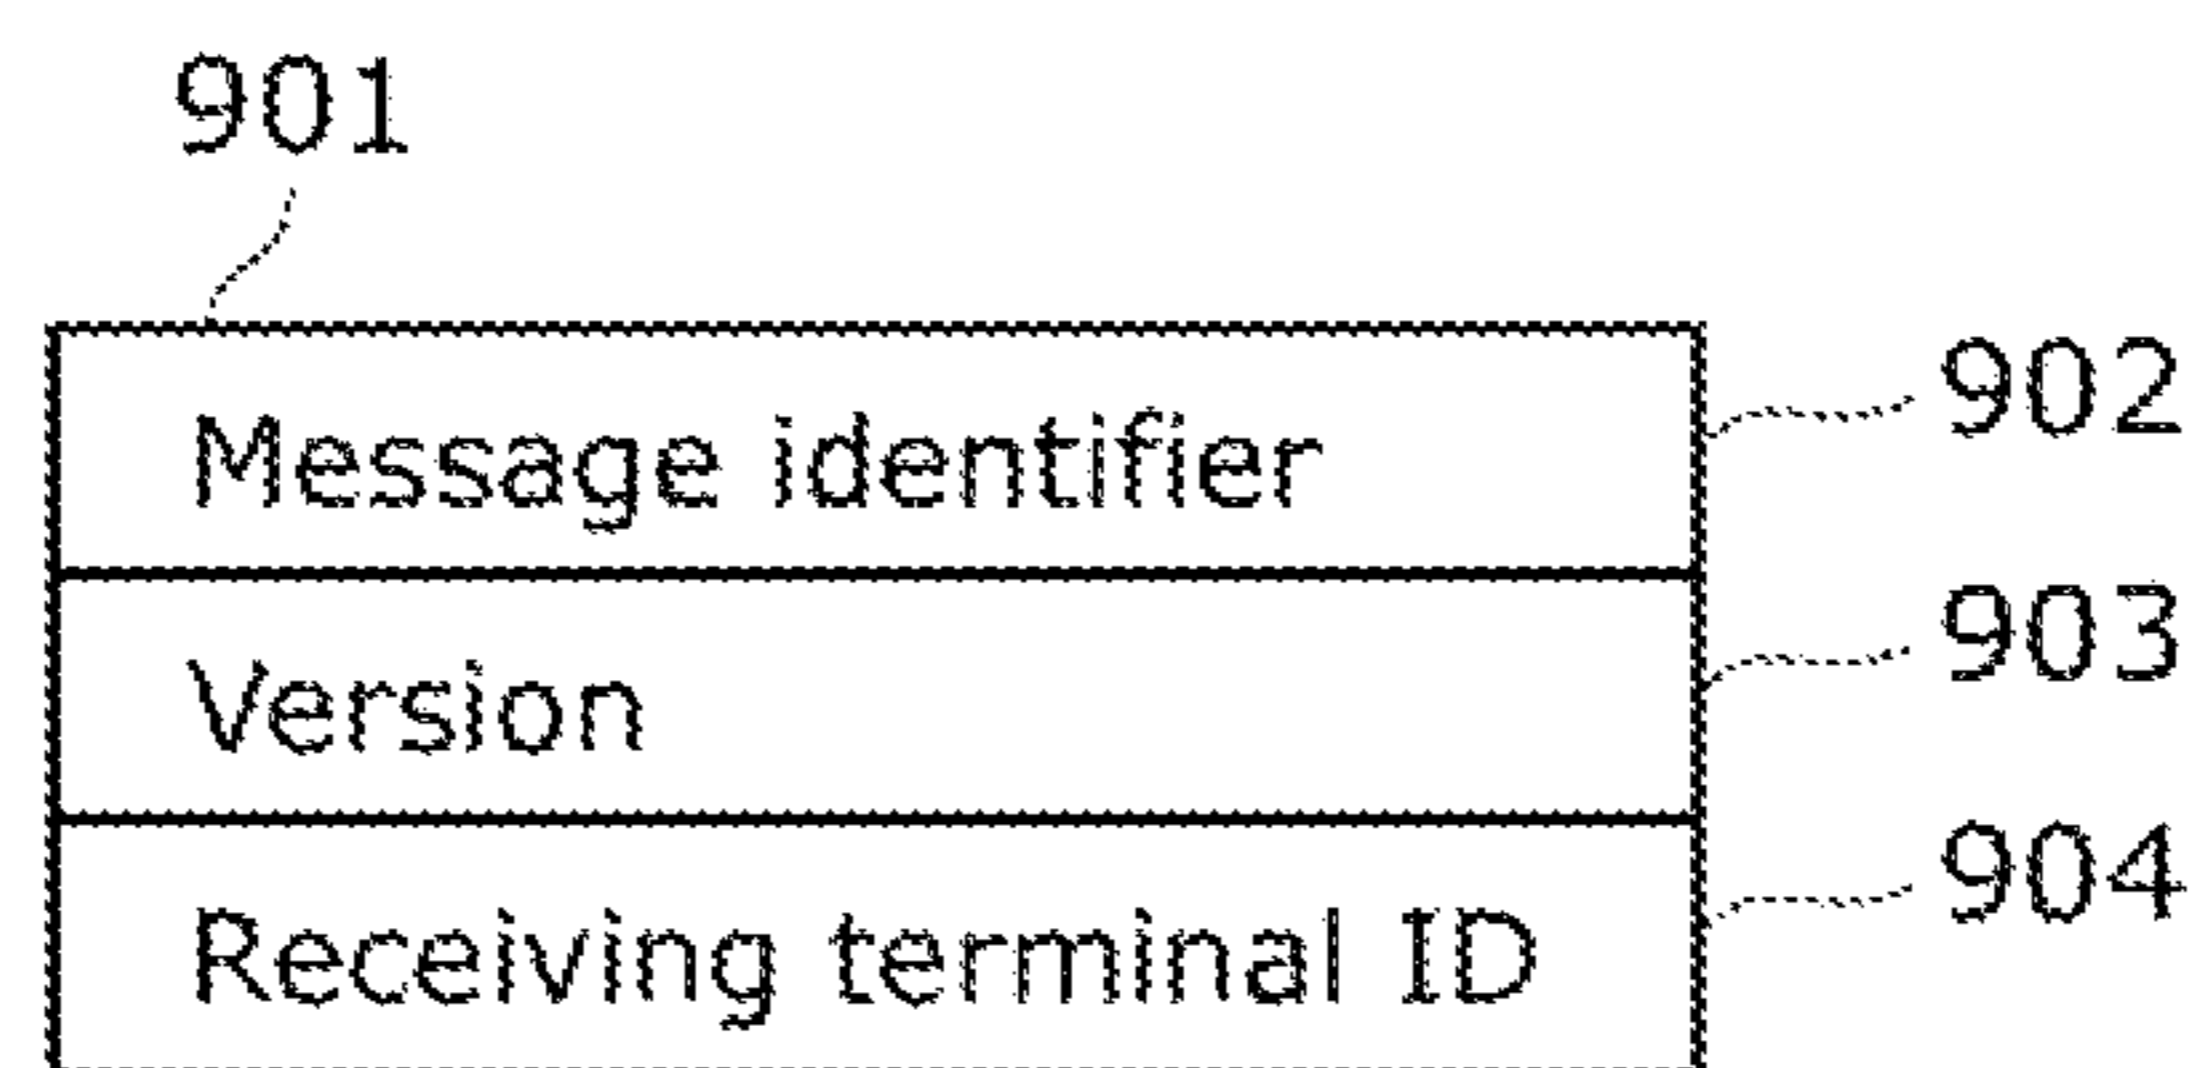 901
Message identifier 902
Version 903
Receiving terminal ID 904